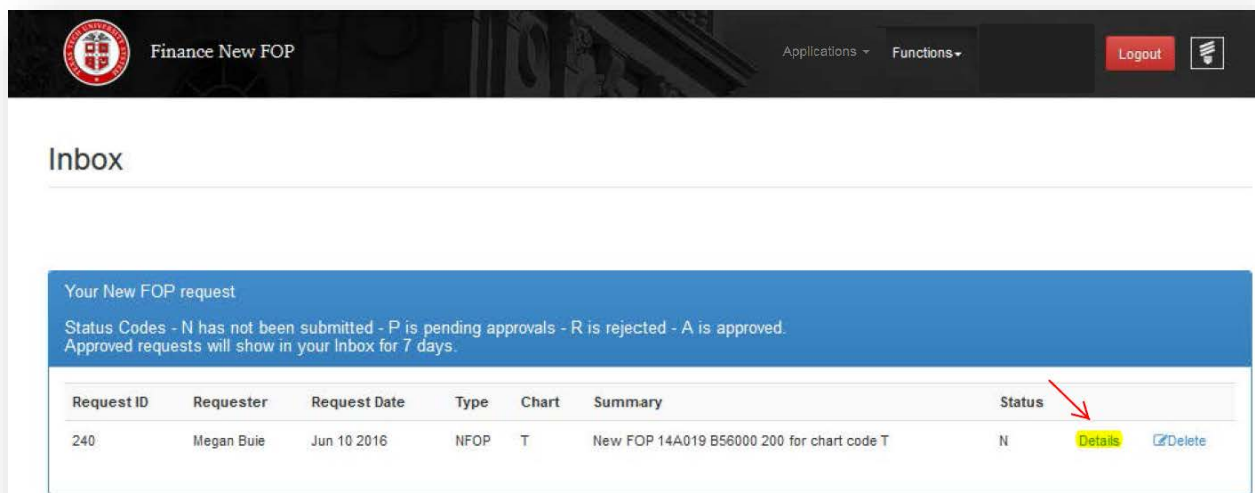 Finance New FOP
Applications
Functions
Logout
Inbox
Your New FOP request
Status Codes - N has not been submitted - P is pending approvals - R is rejected - A is approved.
Approved requests will show in your Inbox for 7 days.
Request ID Requester Request Date Type Chart Summary Status
240 Megan Buie Jun 10 2016 NFOP T New FOP 14A019 B56000 200 for chart code T N Details Delete